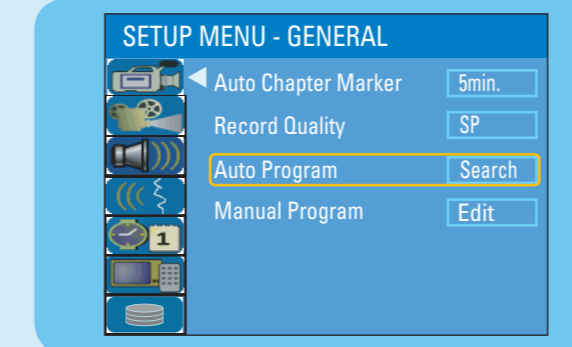 SETUP MENU - GENERAL
Auto Chapter Marker 5min.
Record Quality SP
Auto Program Search
Manual Program Edit
1